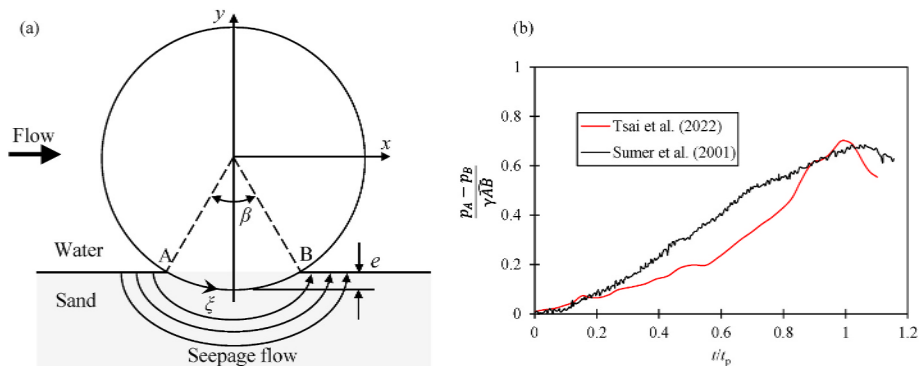 (a)
y
Flow
x
β
Water
A
B
e
Sand
ξ
Seepage flow
(b)
1
0.8
0.6
0.4
0.2
0
Tsai et al. (2022)
Sumer et al. (2001)
p_A − p_B
γAB
0
0.2
0.4
0.6
0.8
1
1.2
t/t_p